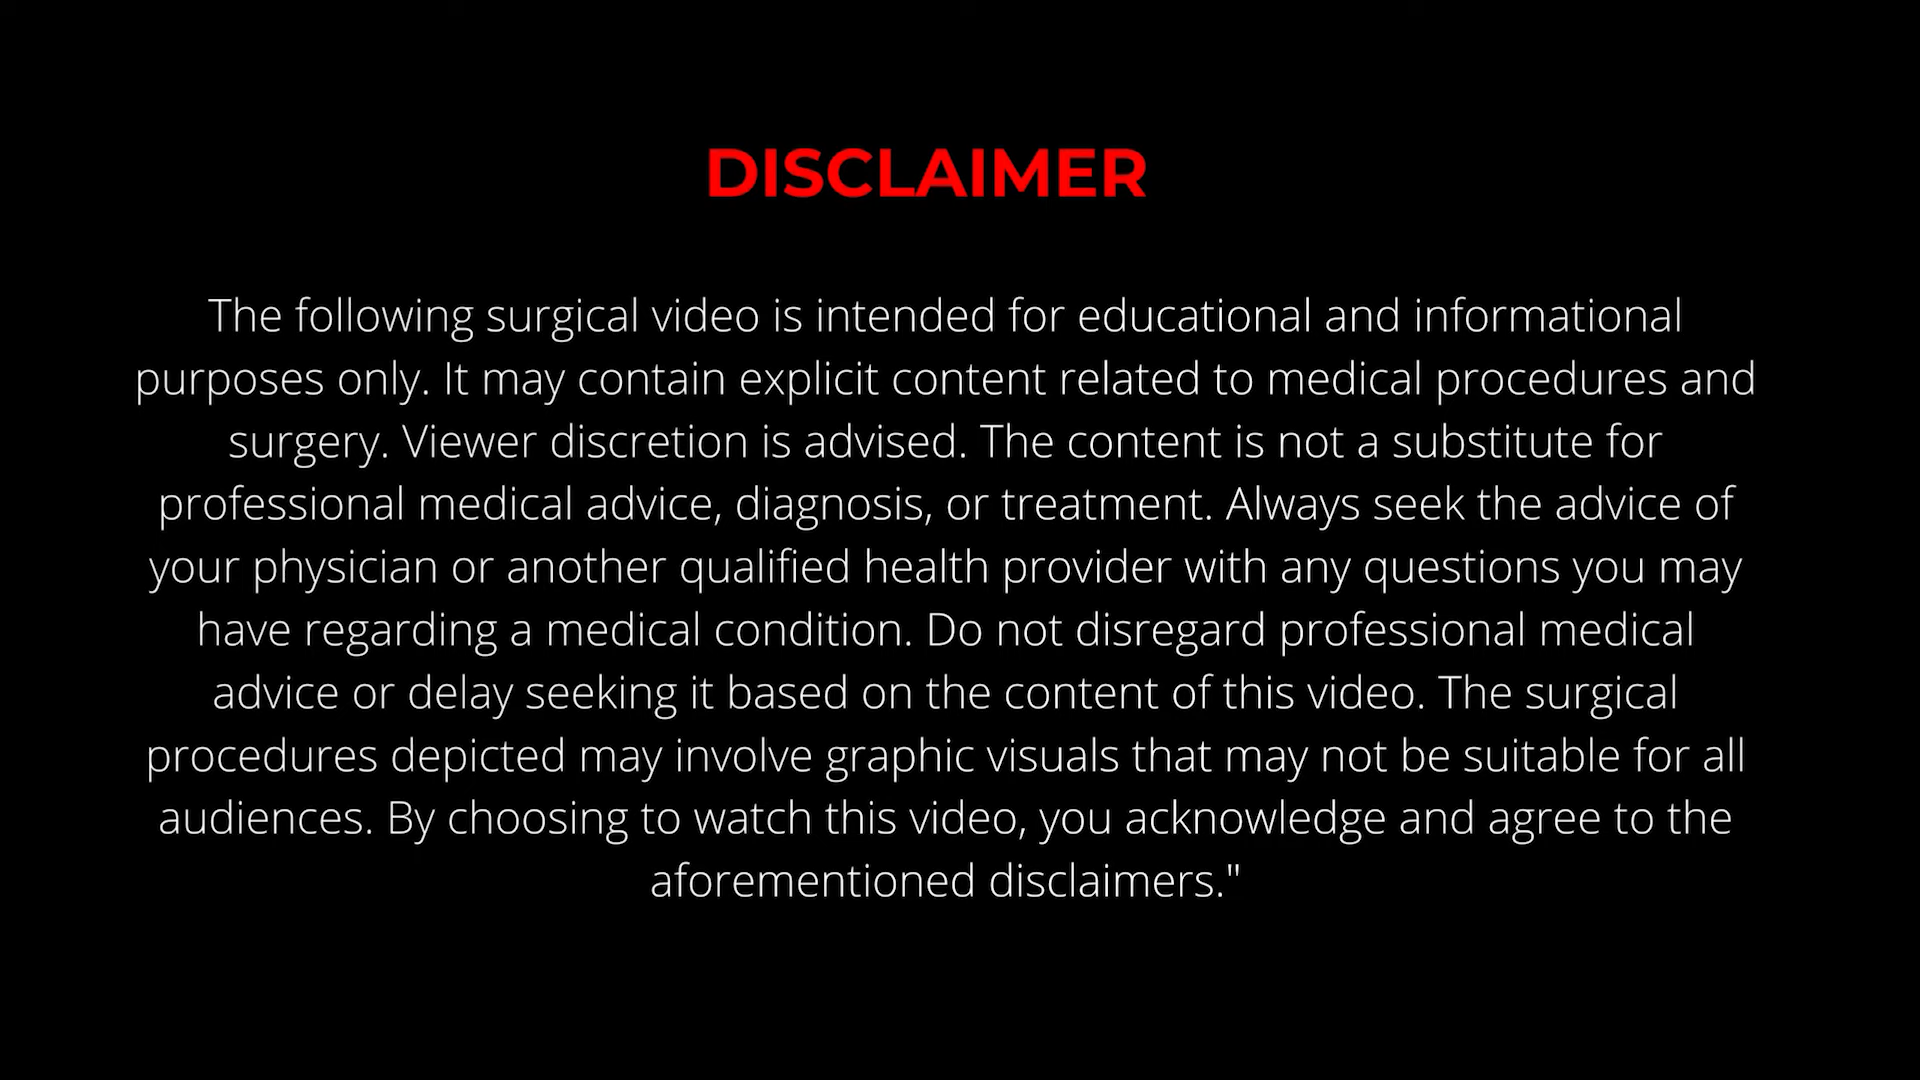 DISCLAIMER
The following surgical video is intended for educational and informational
purposes only. It may contain explicit content related to medical procedures and
surgery. Viewer discretion is advised. The content is not a substitute for
professional medical advice, diagnosis, or treatment. Always seek the advice of
your physician or another qualified health provider with any questions you may
have regarding a medical condition. Do not disregard professional medical
advice or delay seeking it based on the content of this video. The surgical
procedures depicted may involve graphic visuals that may not be suitable for all
audiences. By choosing to watch this video, you acknowledge and agree to the
aforementioned disclaimers."